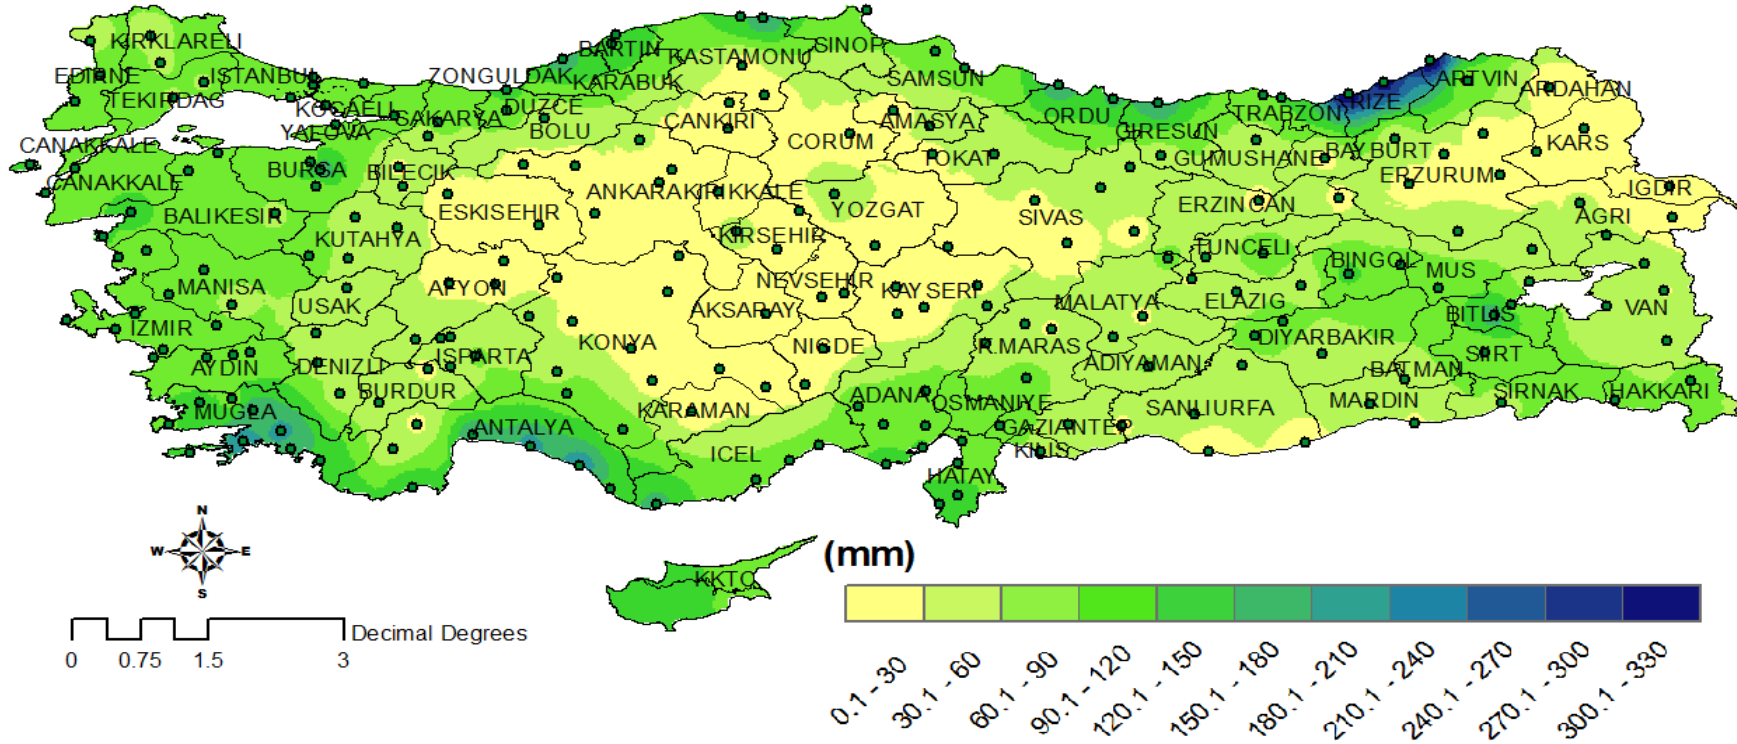 KIRKLARELI
EDIRNE
TEKIRDAG
ISTANBUL
KOCAELI
YALOVA
SAKARYA
DUZCE
BOLU
ZONGULDAK
BARTIN
KARABUK
KASTAMONU
SINOP
SAMSUN
CANKIRI
CORUM
AMASYA
TOKAT
ORDU
GIRESUN
TRABZON
RIZE
ARTVIN
ARDAHAN
KARS
GUMUSHANE
BAYBURT
ERZURUM
IGDIR
AGRI
CANAKKALE
CANAKKALE
BURSA
BILECIK
BALIKESIR
ESKISEHIR
ANKARA
KIRIKKALE
YOZGAT
SIVAS
ERZINCAN
KUTAHYA
KIRSEHIR
TUNCELI
BINGOL
MUS
MANISA
USAK
AFYON
NEVSEHIR
KAYSERI
MALATYA
ELAZIG
BITLIS
VAN
IZMIR
AKSARAY
KONYA
NIGDE
K.MARAS
DIYARBAKIR
SIIRT
AYDIN
DENIZLI
ISPARTA
BURDUR
ADIYAMAN
BATMAN
SIRNAK
HAKKARI
MUGLA
ANTALYA
KARAMAN
ADANA
OSMANIYE
SANLIURFA
MARDIN
GAZIANTEP
KILIS
ICEL
HATAY
KKTC
N
W E
S
(mm)
Decimal Degrees
0 0.75 1.5 3
0.1 - 30
30.1 - 60
60.1 - 90
90.1 - 120
120.1 - 150
150.1 - 180
180.1 - 210
210.1 - 240
240.1 - 270
270.1 - 300
300.1 - 330